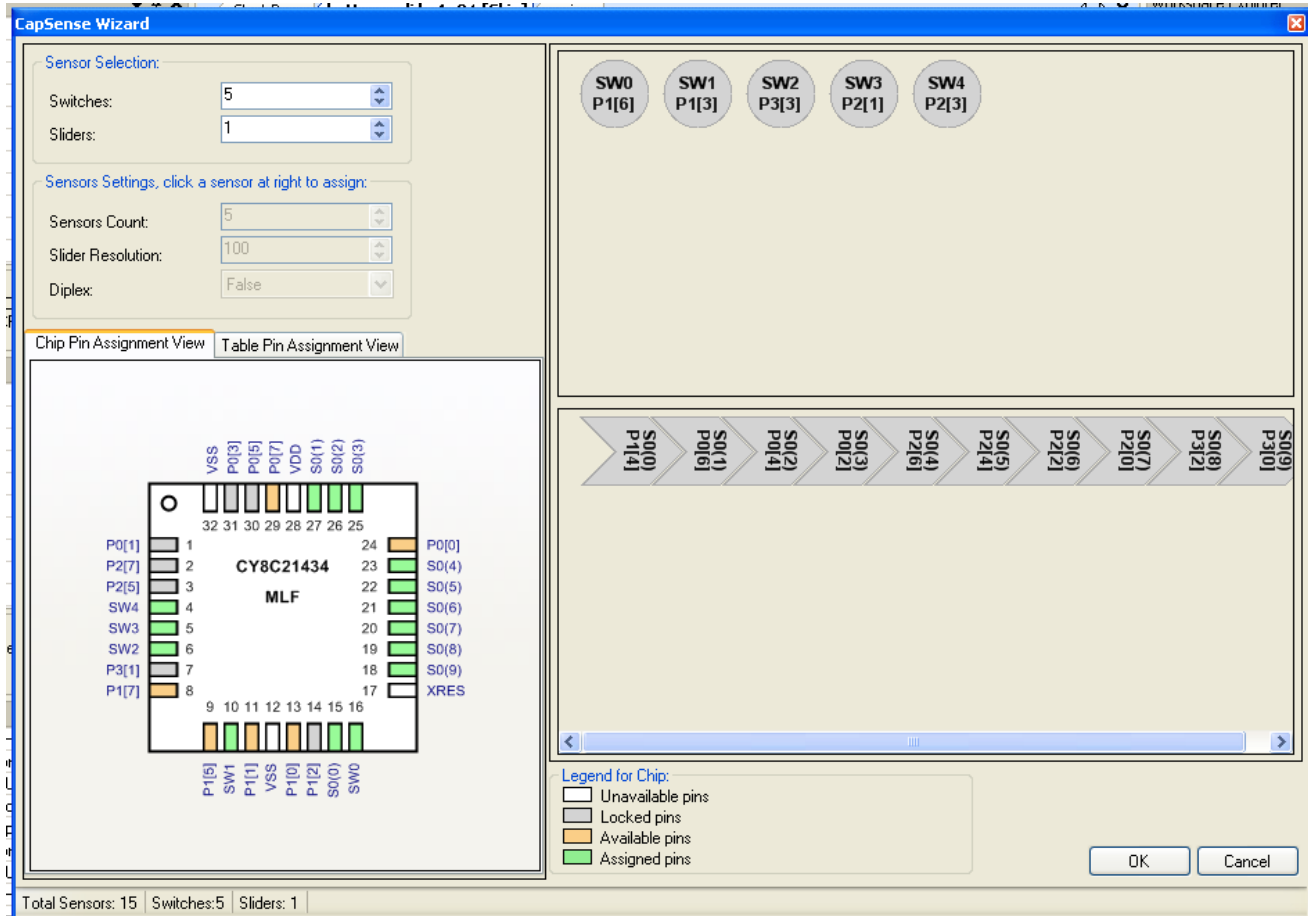 CapSense Wizard
Sensor Selection:
Switches: 5
Sliders: 1
Sensors Settings, click a sensor at right to assign:
Sensors Count: 5
Slider Resolution: 100
Diplex: False
Chip Pin Assignment View Table Pin Assignment View
VSS P0[3] P0[5] P0[7] VDD S0(1) S0(2) S0(3)
32 31 30 29 28 27 26 25
P0[1] 1 24 P0[0]
P2[7] 2 CY8C21434 23 S0(4)
P2[5] 3 MLF 22 S0(5)
SW4 4 21 S0(6)
SW3 5 20 S0(7)
SW2 6 19 S0(8)
P3[1] 7 18 S0(9)
P1[7] 8 17 XRES
9 10 11 12 13 14 15 16
P1[5] SW1 P1[1] VSS P1[0] P1[2] S0(0) SW0
SW0 SW1 SW2 SW3 SW4
P1[6] P1[3] P3[3] P2[1] P2[3]
S0(0) S0(1) S0(2) S0(3) S0(4) S0(5) S0(6) S0(7) S0(8) S0(9)
P1[4] P0[6] P0[4] P0[2] P2[6] P2[4] P2[2] P2[0] P3[2] P3[0]
Legend for Chip:
Unavailable pins
Locked pins
Available pins
Assigned pins
OK Cancel
Total Sensors: 15 Switches:5 Sliders: 1